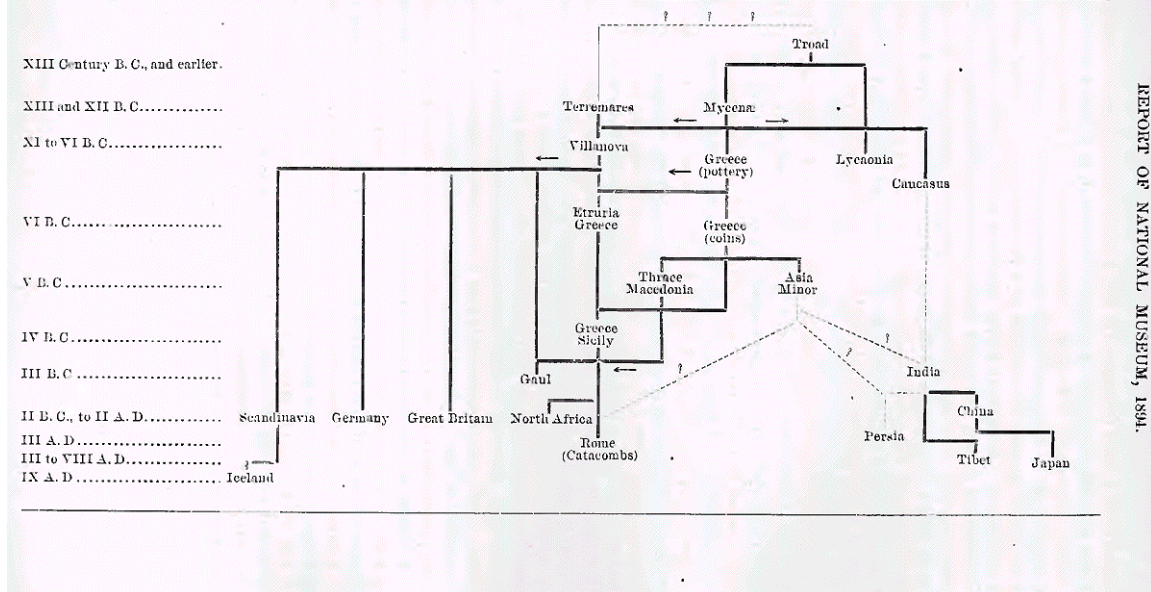 ? ? ?
Troad
XIII Century B. C., and earlier.
XIII and XII B. C.............
Terremares
Mycenæ
XI to VI B. C.................
Villanova
Greece
(pottery)
Lycaonia
Caucasus
VI B. C.......................
Etruria
Greece
Greece
(coins)
V B. C........................
Thrace
Macedonia
Asia
Minor
IV B. C.......................
Greece
Sicily
?
?
?
III B. C......................
Gaul
India
II B. C., to II A. D..........
Scandinavia
Germany
Great Britain
North Africa
China
III A. D......................
Rome
(Catacombs)
Persia
III to VIII A. D..............
Tibet
Japan
IX A. D.......................
Iceland
REPORT OF NATIONAL MUSEUM, 1894.